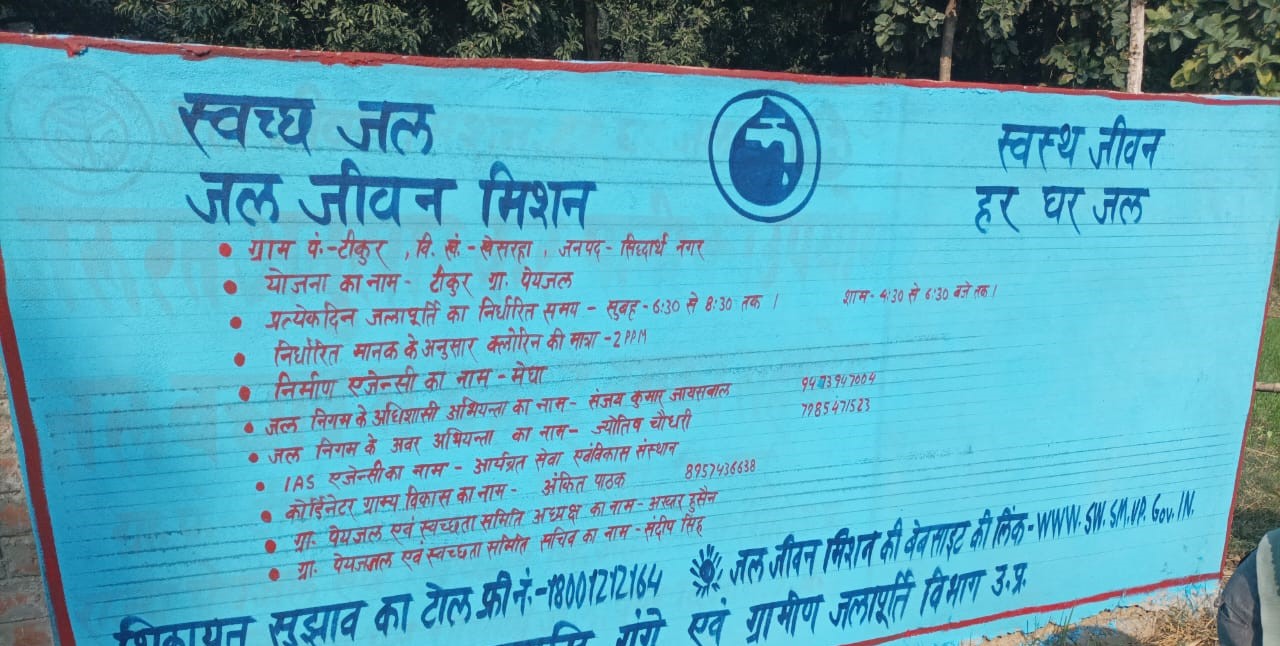 स्वच्छ जल
स्वस्थ जीवन
जल जीवन मिशन
हर घर जल
• ग्राम पं.-टीकुर , वि. खं.-खेसरहा , जनपद- सिध्दार्थ नगर
• योजना का नाम- टीकुर ग्रा. पेयजल
• प्रत्येकदिन जलापूर्ति का निर्धारित समय - सुबह-6:30 से 8:30 तक । शाम-4:30 से 6:30 बजे तक।
• निर्धारित मानक के अनुसार क्लोरिन की मात्रा -2 PPM
• निर्माण एजेन्सी का नाम - मेघा
• जल निगम के अधिशासी अभियन्ता का नाम- संजय कुमार जायसवाल 9473947004
• जल निगम के अवर अभियन्ता का नाम- ज्योतिष चौधरी 7985471523
• IAS एजेन्सी का नाम - आर्यव्रत सेवा एवंविकास संस्थान
• कोर्डिनेटर ग्राम्य विकास का नाम- अंकित पाठक 8957436638
• ग्रा. पेयजल एवं स्वच्छता समिति अध्यक्ष का नाम- अख्तर हुसैन
• ग्रा. पेयजल एवं स्वच्छता समिति सचिव का नाम - संदीप सिंह
शिकायत सुझाव का टोल फ्री नं:-18001212164
जल जीवन मिशन की वेबसाइट की लिंक-WWW.SW.SM.UP.Gov.IN.
गंगे एवं ग्रामीण जलापूर्ति विभाग उ.प्र.